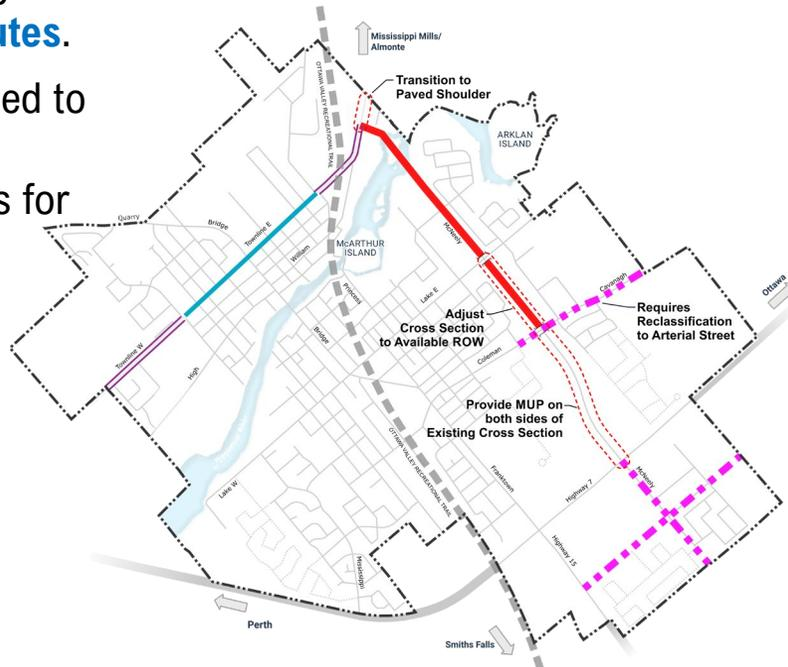 utes.
ed to
s for
Mississippi Mills/
Almonte
Transition to
Paved Shoulder
OTTAWA VALLEY RECREATIONAL TRAIL
ARKLAN
ISLAND
Quarry
Bridge
Townline E
William
McARTHUR
ISLAND
McNeely
Princess
Lake E
Cavanagh
Ottawa
Adjust
Cross Section
to Available ROW
Requires
Reclassification
to Arterial Street
Townline W
High
Bridge
Coleman
Provide MUP on
both sides of
Existing Cross Section
OTTAWA VALLEY RECREATIONAL TRAIL
Franktown
Highway 7
McNeely
Lake W
Highway 15
Mississippi
Perth
Smiths Falls